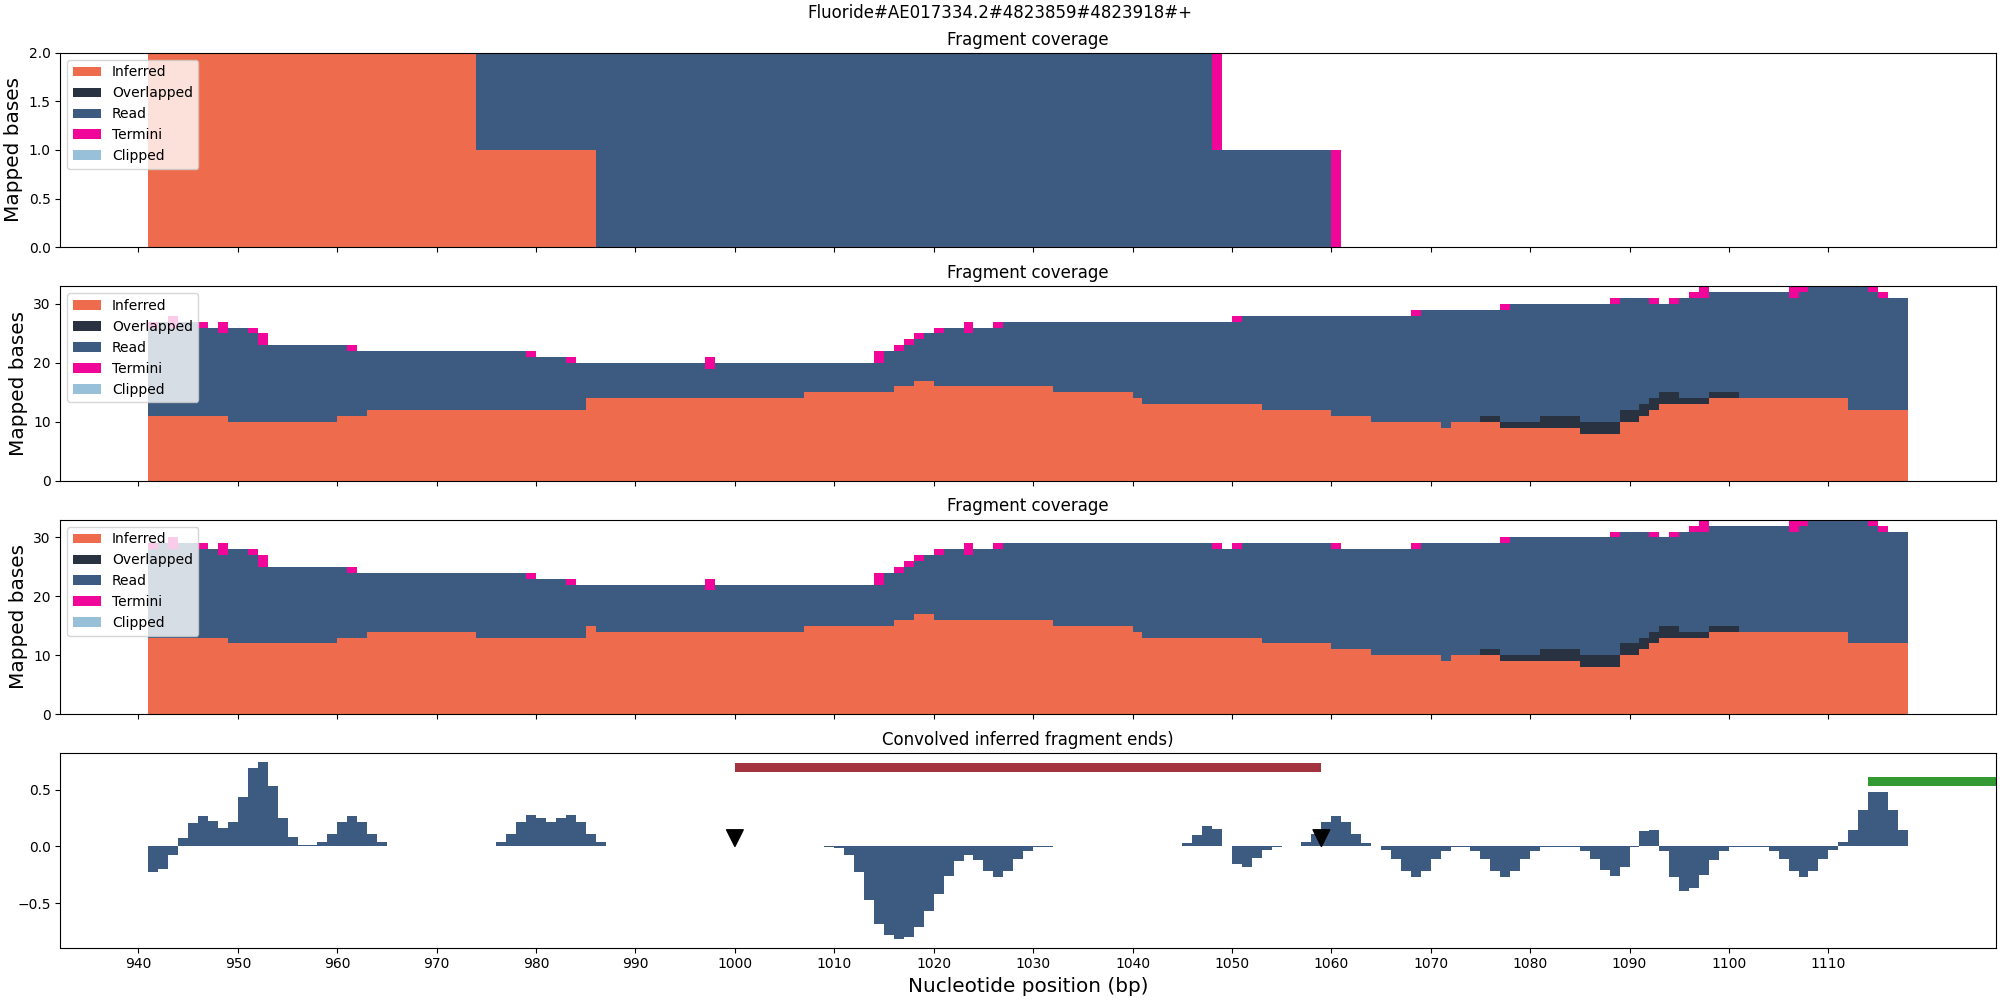 Fluoride#AE017334.2#4823859#4823918#+
Fragment coverage
Mapped bases
2.0
1.5
1.0
0.5
0.0
Inferred
Overlapped
Read
Termini
Clipped
Fragment coverage
Mapped bases
30
20
10
0
Inferred
Overlapped
Read
Termini
Clipped
Fragment coverage
Mapped bases
30
20
10
0
Inferred
Overlapped
Read
Termini
Clipped
Convolved inferred fragment ends)
0.5
0.0
−0.5
940 950 960 970 980 990 1000 1010 1020 1030 1040 1050 1060 1070 1080 1090 1100 1110
Nucleotide position (bp)